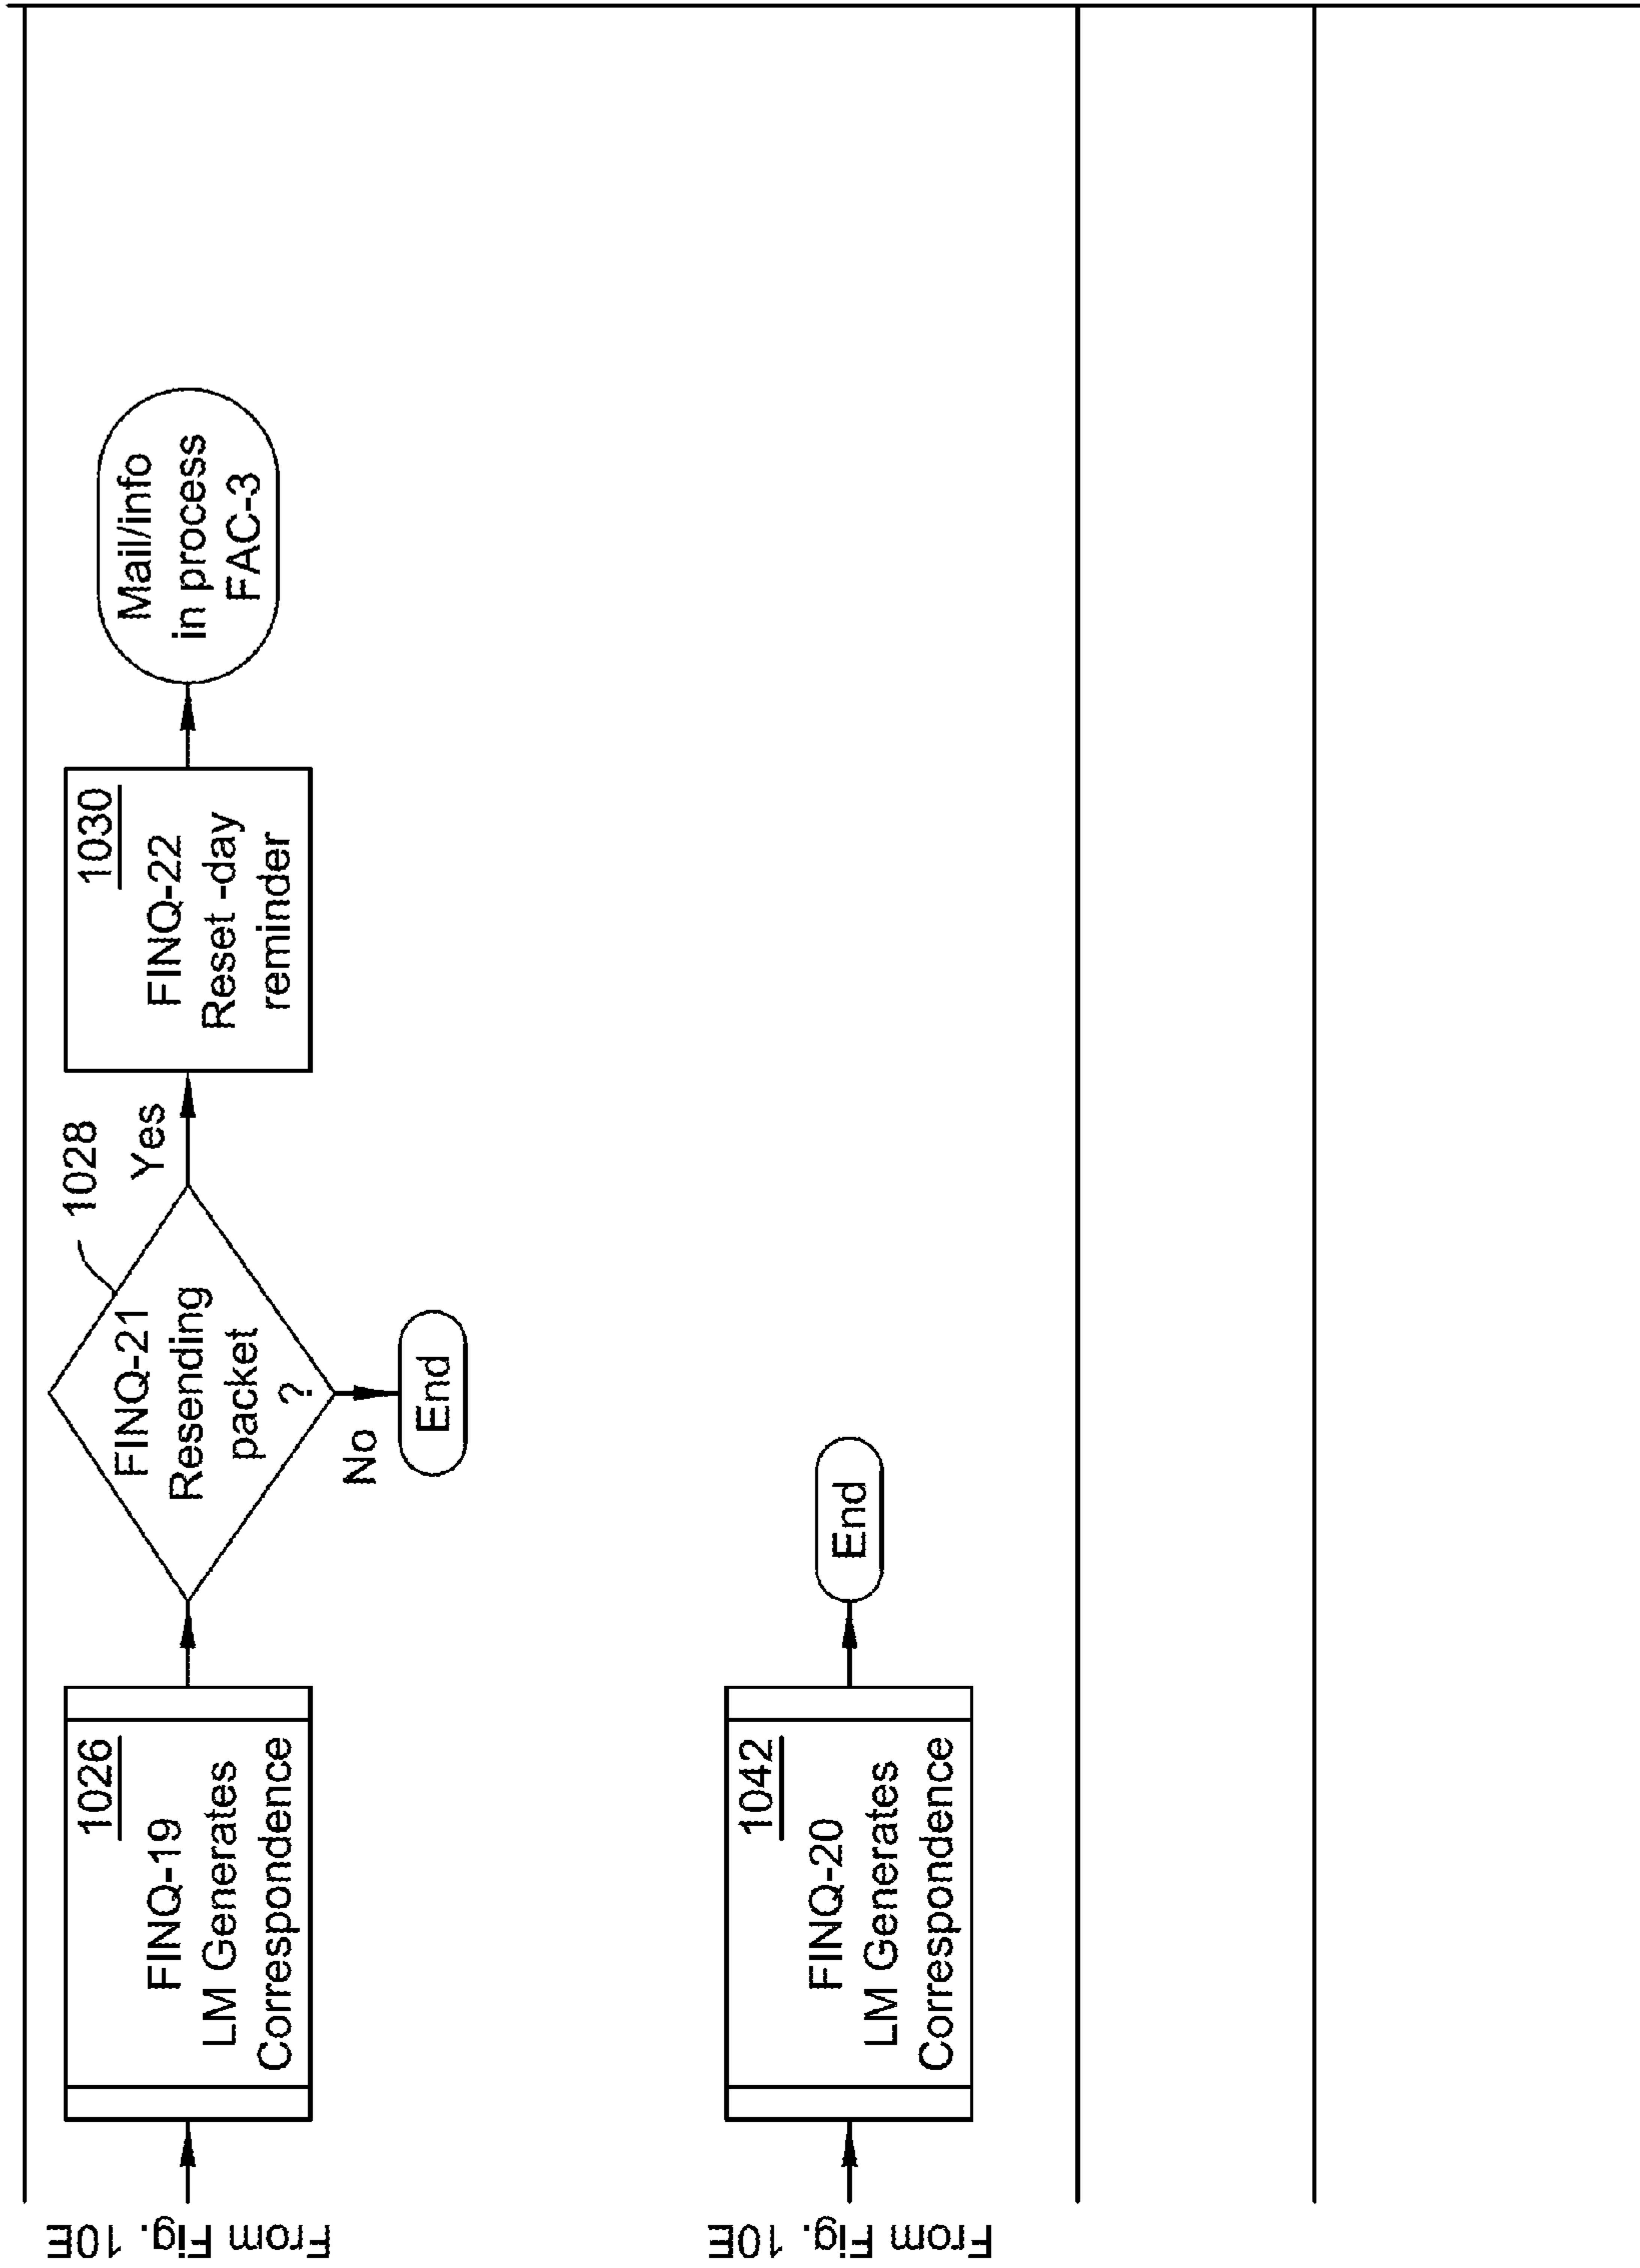 From Fig. 10E
1026
FINQ-19
LM Generates
Correspondence
1028
FINQ-21
Resending
packet
?
Yes
No
End
1030
FINQ-22
Reset -day
reminder
Mail/info
in process
FAC-3
From Fig. 10E
1042
FINQ-20
LM Generates
Correspondence
End